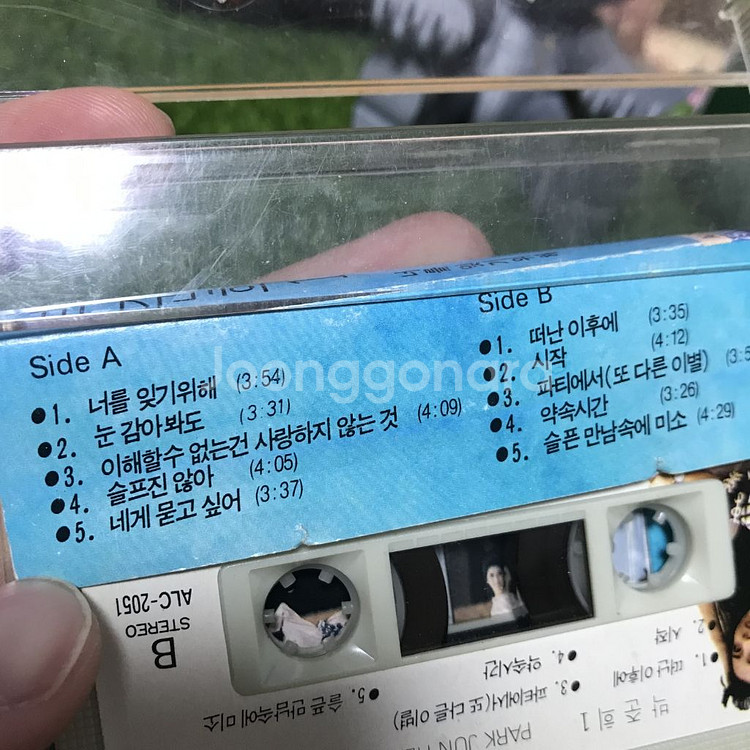 Side A
●1. 너를 잊기위해 (3:54)
●2. 눈 감아봐도 (3:31)
●3. 이해할수 없는건 사랑하지 않는 것 (4:09)
●4. 슬프진 않아 (4:05)
●5. 네게 묻고 싶어 (3:37)
Side B
●1. 떠난 이후에 (3:35)
●2. 시작 (4:12)
●3. 파티에서(또 다른 이별)
●4. 약속시간 (3:26)
●5. 슬픈 만남속에 미소 (4:29)
Joonggonara
B
STEREO
ALC-2051
박준희 1
PARK JUN
●1. 떠난 이후에
●2. 시작
●3. 파티에서(또 다른 이별)
●4. 약속시간
●5. 슬픈 만남속에 미소